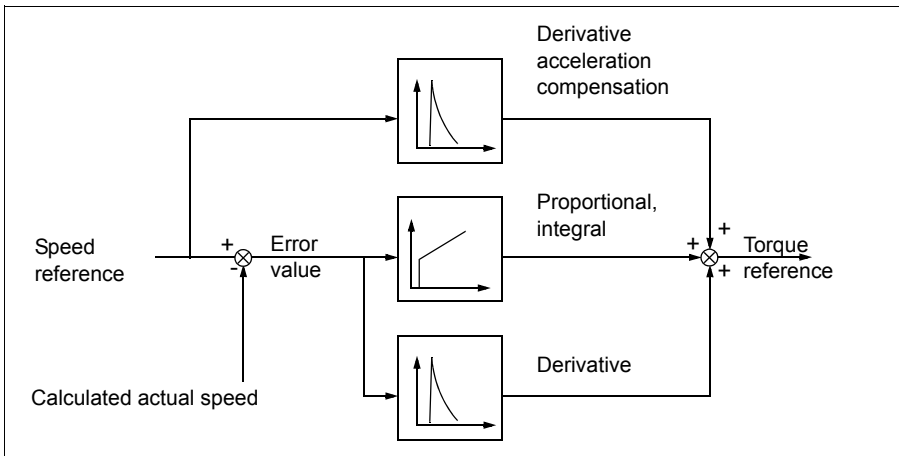 Derivative
acceleration
compensation
Proportional,
integral
Speed
reference
+
-
Error
value
+
+
+
Torque
reference
Derivative
Calculated actual speed